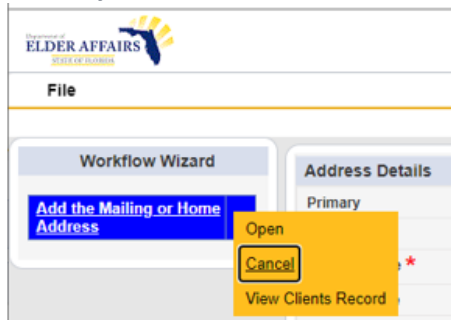 Department of
ELDER AFFAIRS
STATE OF FLORIDA
File
Workflow Wizard
Add the Mailing or Home
Address
Address Details
Primary
Open
Cancel
e *
View Clients Record